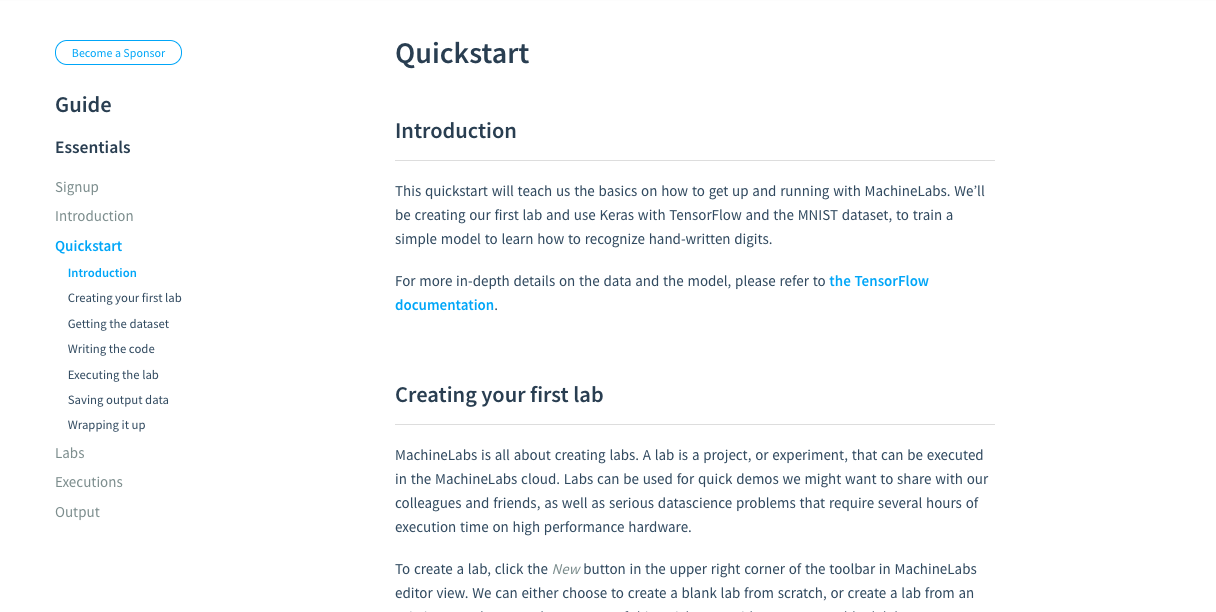 Become a Sponsor
Guide
Essentials
Signup
Introduction
Quickstart
Introduction
Creating your first lab
Getting the dataset
Writing the code
Executing the lab
Saving output data
Wrapping it up
Labs
Executions
Output
Quickstart
Introduction
This quickstart will teach us the basics on how to get up and running with MachineLabs. We’ll
be creating our first lab and use Keras with TensorFlow and the MNIST dataset, to train a
simple model to learn how to recognize hand-written digits.
For more in-depth details on the data and the model, please refer to the TensorFlow
documentation.
Creating your first lab
MachineLabs is all about creating labs. A lab is a project, or experiment, that can be executed
in the MachineLabs cloud. Labs can be used for quick demos we might want to share with our
colleagues and friends, as well as serious datascience problems that require several hours of
execution time on high performance hardware.
To create a lab, click the New button in the upper right corner of the toolbar in MachineLabs
editor view. We can either choose to create a blank lab from scratch, or create a lab from an